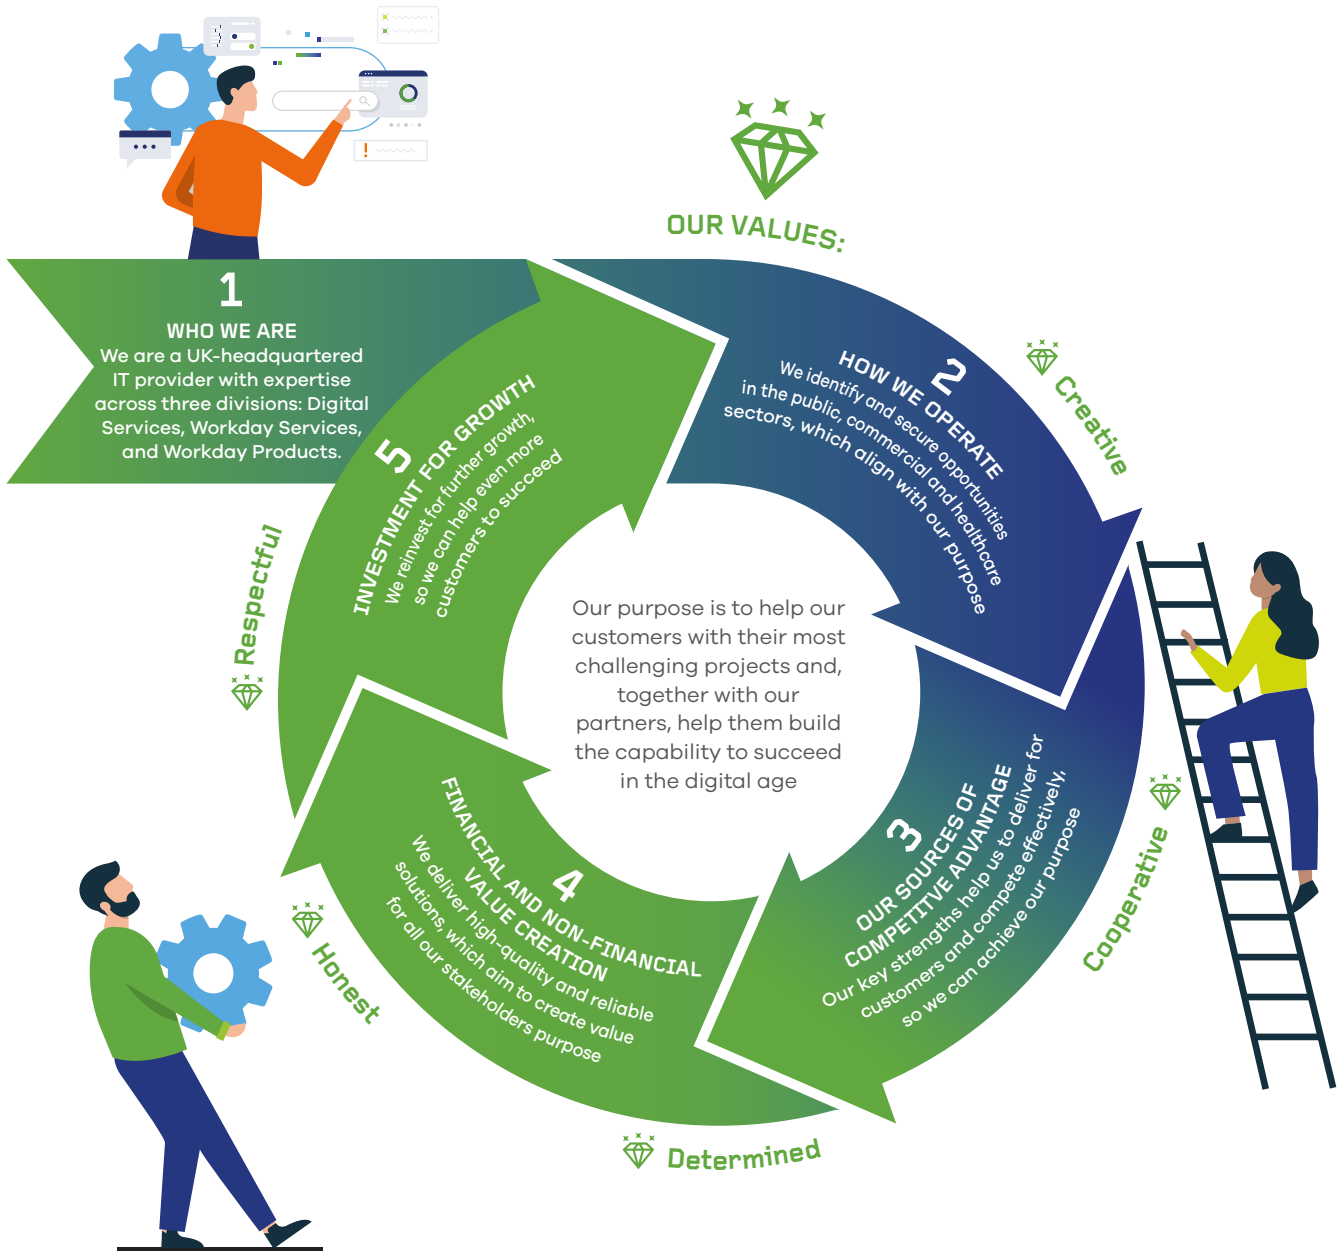 OUR VALUES:
1
WHO WE ARE
We are a UK-headquartered
IT provider with expertise
across three divisions: Digital
Services, Workday Services,
and Workday Products.
2
HOW WE OPERATE
We identify and secure opportunities
in the public, commercial and healthcare
sectors, which align with our purpose
Creative
3
OUR SOURCES OF
COMPETITIVE ADVANTAGE
Our key strengths help us to deliver for
customers and compete effectively,
so we can achieve our purpose
Cooperative
4
FINANCIAL AND NON-FINANCIAL
VALUE CREATION
We deliver high-quality and reliable
solutions, which aim to create value
for all our stakeholders purpose
Determined
Honest
5
INVESTMENT FOR GROWTH
We reinvest for further growth,
so we can help even more
customers to succeed
Respectful
Our purpose is to help our
customers with their most
challenging projects and,
together with our
partners, help them build
the capability to succeed
in the digital age